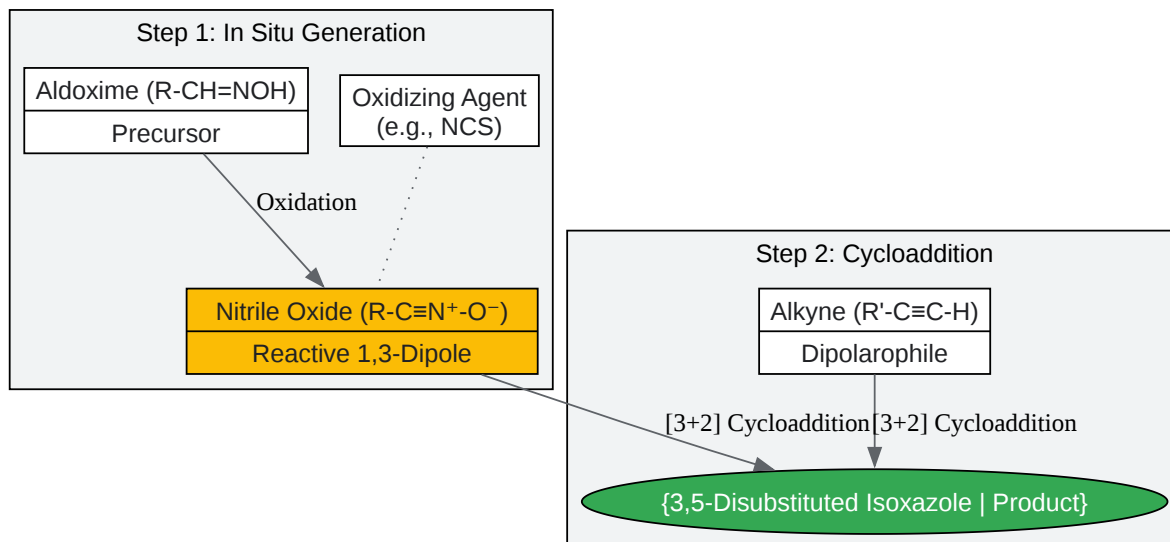 Step 1: In Situ Generation
Aldoxime (R-CH=NOH)
Precursor
Oxidizing Agent
(e.g., NCS)
Oxidation
Nitrile Oxide (R-C≡N⁺-O⁻)
Reactive 1,3-Dipole
Step 2: Cycloaddition
Alkyne (R'-C≡C-H)
Dipolarophile
[3+2] Cycloaddition
[3+2] Cycloaddition
{3,5-Disubstituted Isoxazole | Product}